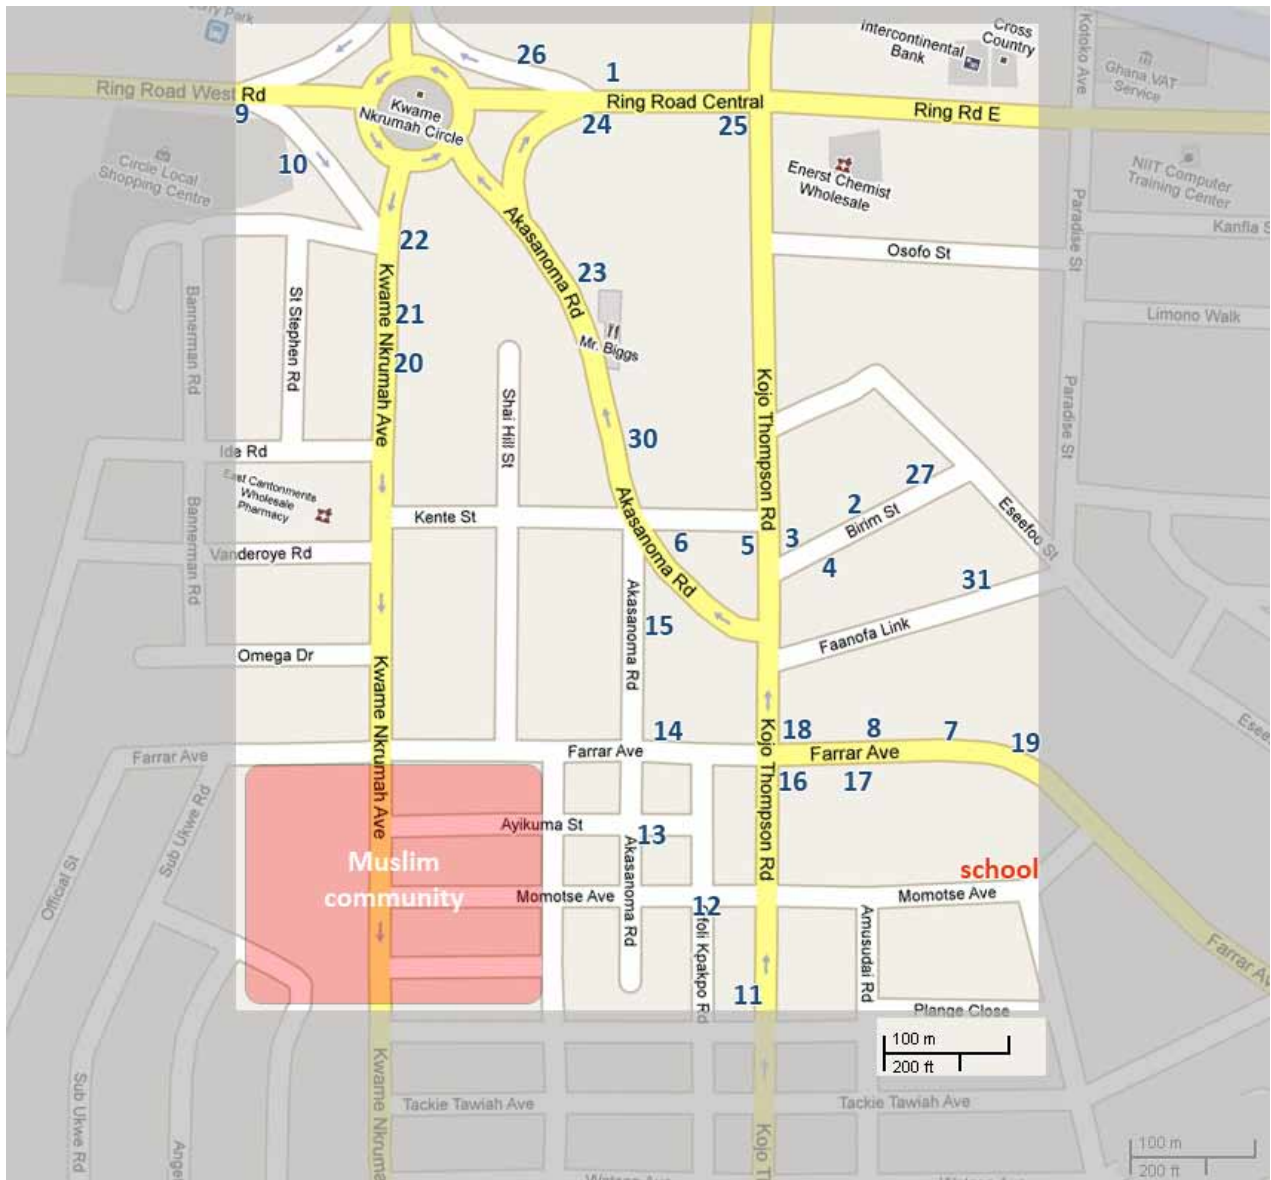 Cross
Country
Intercontinental
Bank
Kotoko Ave
Ghana VAT
Service
26
1
Ring Road West Rd
Kwame
Nkrumah Circle
Ring Road Central
Ring Rd E
9
24
25
10
Circle Local
Shopping Centre
Enerst Chemist
Wholesale
NIIT Computer
Training Center
Paradise St
Kanfla S
22
Akasanoma Rd
Osofo St
23
Bannerman Rd
St Stephen Rd
Kwame Nkrumah Ave
21
20
Mr. Biggs
Limono Walk
Shai Hill St
Kojo Thompson Rd
Paradise St
30
Ide Rd
East Cantonments
Wholesale
Pharmacy
27
2
Birim St
Eseefoo St
Kente St
Akasanoma Rd
Bannerman Rd
Vanderoye Rd
6
5
3
4
31
Akasanoma Rd
15
Faanofa Link
Omega Dr
Kwame Nkrumah Ave
Kojo Thompson Rd
14
18
8
7
19
Farrar Ave
Farrar Ave
Farrar Ave
16
17
Sub Ukwe Rd
Official St
Ayikuma St
13
Akasanoma Rd
Muslim
community
school
Momotse Ave
Momotse Ave
12
Amusudai Rd
Farrar Av
11
Plange Close
100 m
200 ft
Kwame Nkruma
Sub Ukwe Rd
Tackie Tawiah Ave
Tackie Tawiah Ave
100 m
200 ft